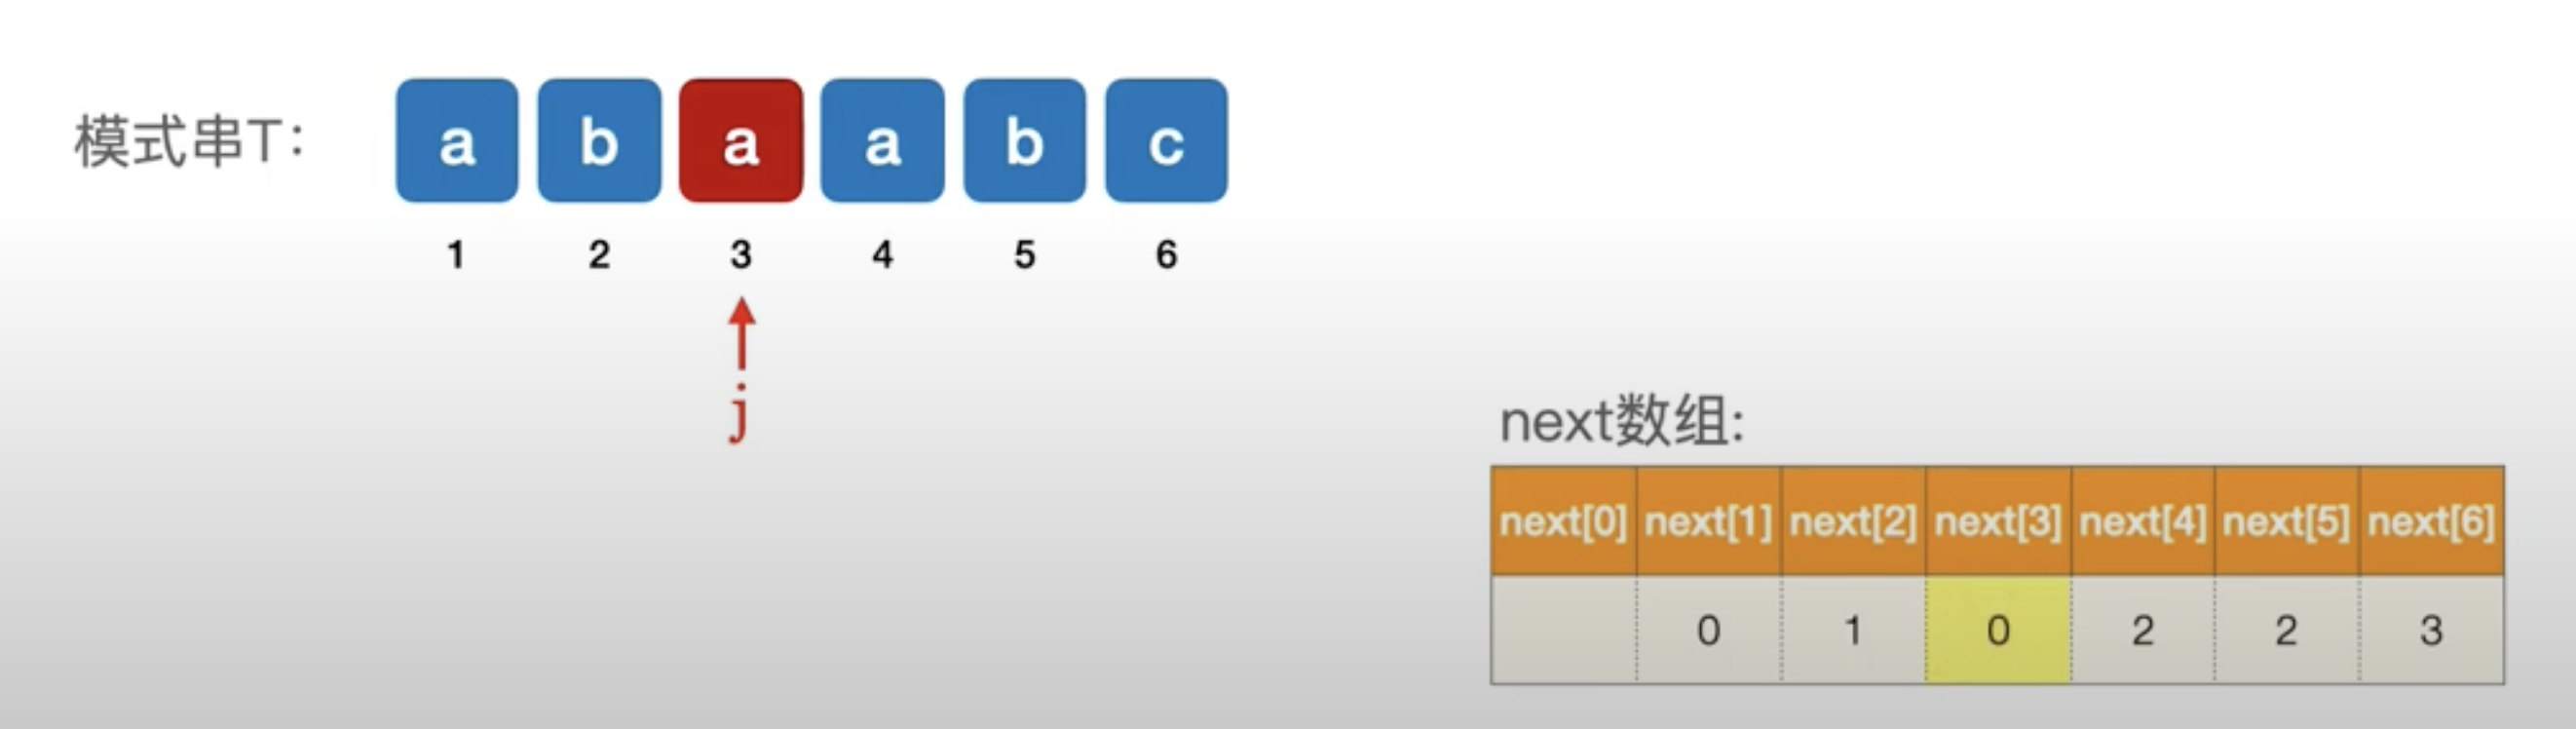 模式串T： a b a a b c
1 2 3 4 5 6
j
next数组:
next[0] next[1] next[2] next[3] next[4] next[5] next[6]
0 1 0 2 2 3